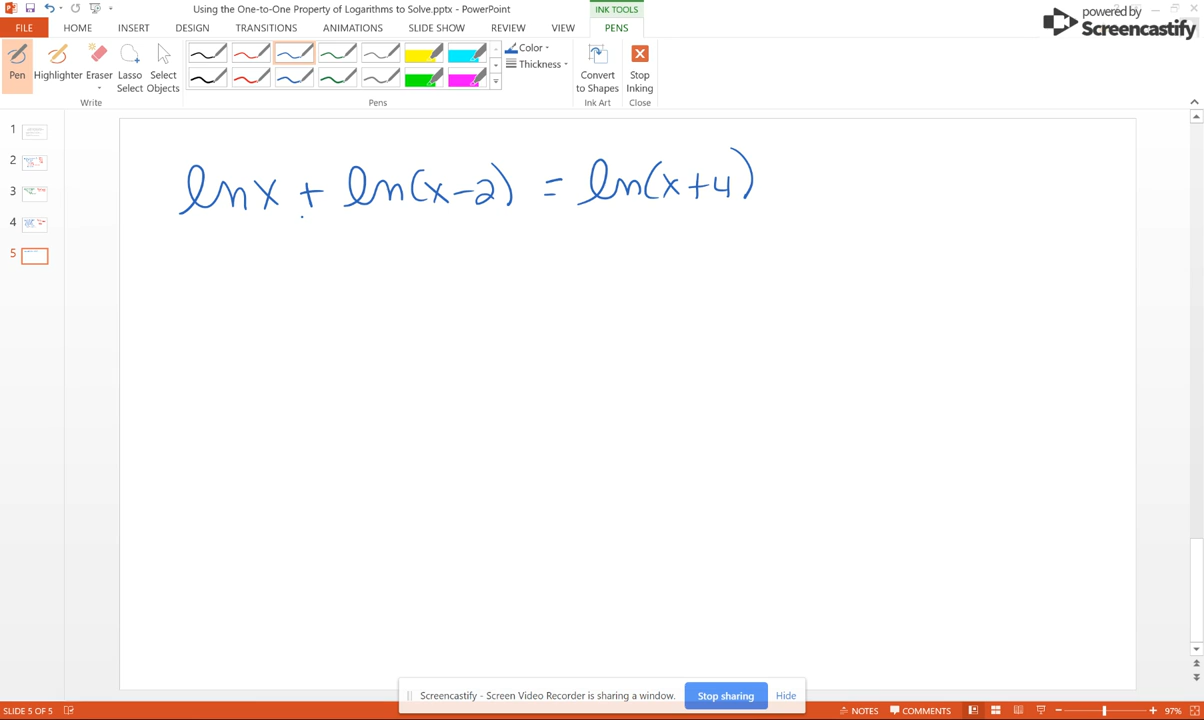 Using the One-to-One Property of Logarithms to Solve.pptx - PowerPoint
INK TOOLS
powered by
Screencastify
FILE HOME INSERT DESIGN TRANSITIONS ANIMATIONS SLIDE SHOW REVIEW VIEW PENS
Pen Highlighter Eraser Lasso Select Select Objects
Color
Thickness
Convert to Shapes
Stop Inking
Write Pens Ink Art Close
1
2
3
4
5
ln x + ln(x-2) = ln(x+4)
Screencastify - Screen Video Recorder is sharing a window. Stop sharing Hide
SLIDE 5 OF 5 NOTES COMMENTS 97%